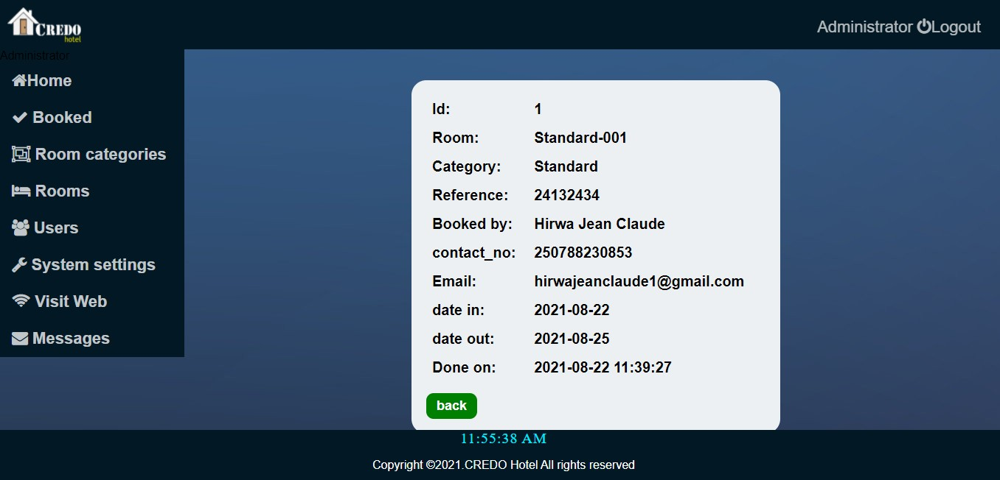 CREDO
hotel
Administrator Logout
Administrator
Home
Booked
Room categories
Rooms
Users
System settings
Visit Web
Messages
Id: 1
Room: Standard-001
Category: Standard
Reference: 24132434
Booked by: Hirwa Jean Claude
contact_no: 250788230853
Email: hirwajeanclaude1@gmail.com
date in: 2021-08-22
date out: 2021-08-25
Done on: 2021-08-22 11:39:27
back
11:55:38 AM
Copyright ©2021.CREDO Hotel All rights reserved